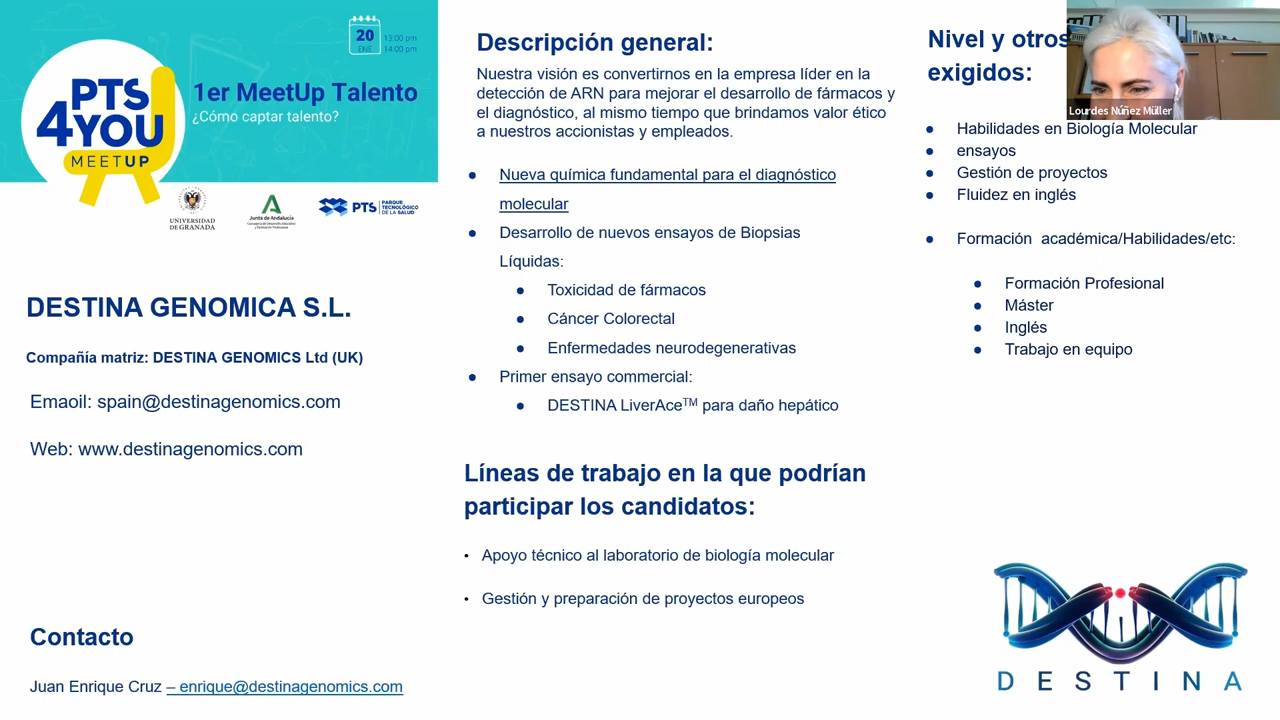 20
ENE
13:00 pm
14:00 pm
PTS
4YOU
MEETUP
1er MeetUp Talento
¿Cómo captar talento?
UNIVERSIDAD
DE GRANADA
Junta de Andalucía
PTS PARQUE
TECNOLÓGICO
DE LA SALUD
DESTINA GENOMICA S.L.
Compañía matriz: DESTINA GENOMICS Ltd (UK)
Emaoil: spain@destinagenomics.com
Web: www.destinagenomics.com
Contacto
Juan Enrique Cruz – enrique@destinagenomics.com
Descripción general:
Nuestra visión es convertirnos en la empresa líder en la
detección de ARN para mejorar el desarrollo de fármacos y
el diagnóstico, al mismo tiempo que brindamos valor ético
a nuestros accionistas y empleados.
● Nueva química fundamental para el diagnóstico
molecular
● Desarrollo de nuevos ensayos de Biopsias
Líquidas:
● Toxicidad de fármacos
● Cáncer Colorectal
● Enfermedades neurodegenerativas
● Primer ensayo commercial:
● DESTINA LiverAce™ para daño hepático
Líneas de trabajo en la que podrían
participar los candidatos:
• Apoyo técnico al laboratorio de biología molecular
• Gestión y preparación de proyectos europeos
Nivel y otros
exigidos:
Lourdes Núñez Müller
● Habilidades en Biología Molecular
● ensayos
● Gestión de proyectos
● Fluidez en inglés
● Formación académica/Habilidades/etc:
● Formación Profesional
● Máster
● Inglés
● Trabajo en equipo
DESTINA